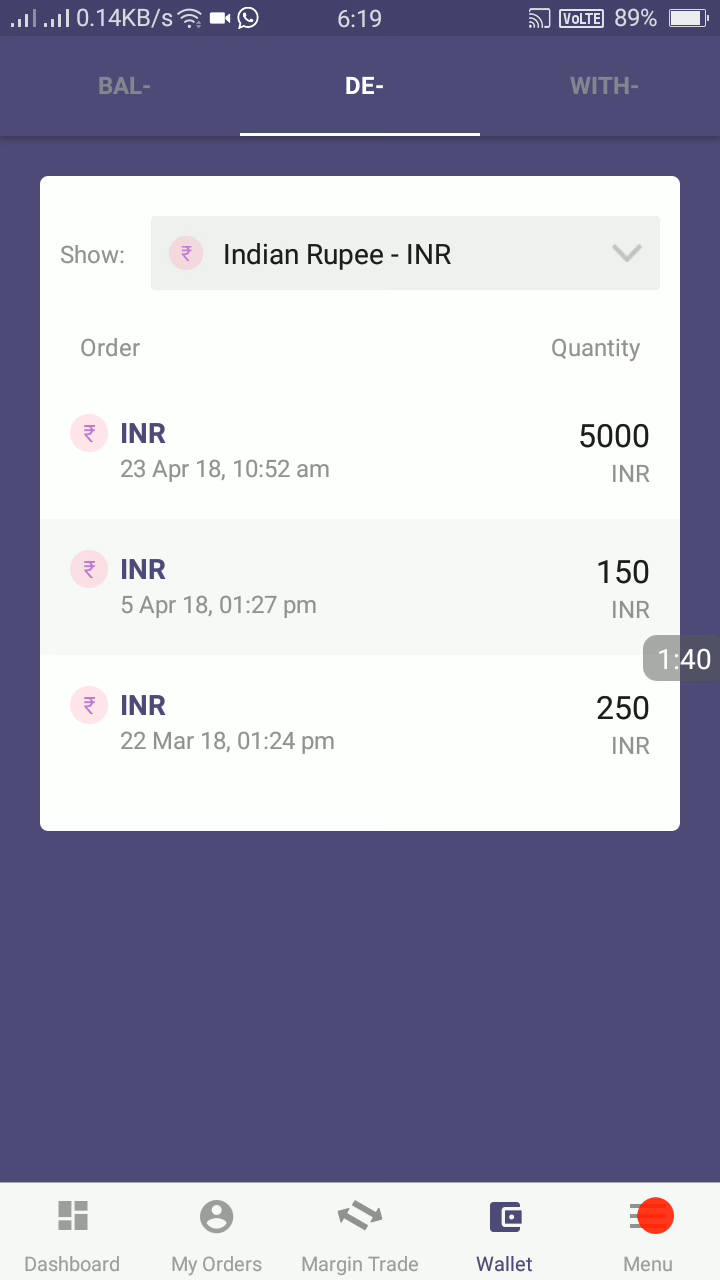 0.14KB/s 6:19 VoLTE 89%
BAL- DE- WITH-
Show: ₹ Indian Rupee - INR
Order Quantity
₹ INR 5000
23 Apr 18, 10:52 am INR
₹ INR 150
5 Apr 18, 01:27 pm INR
1:40
₹ INR 250
22 Mar 18, 01:24 pm INR
Dashboard My Orders Margin Trade Wallet Menu